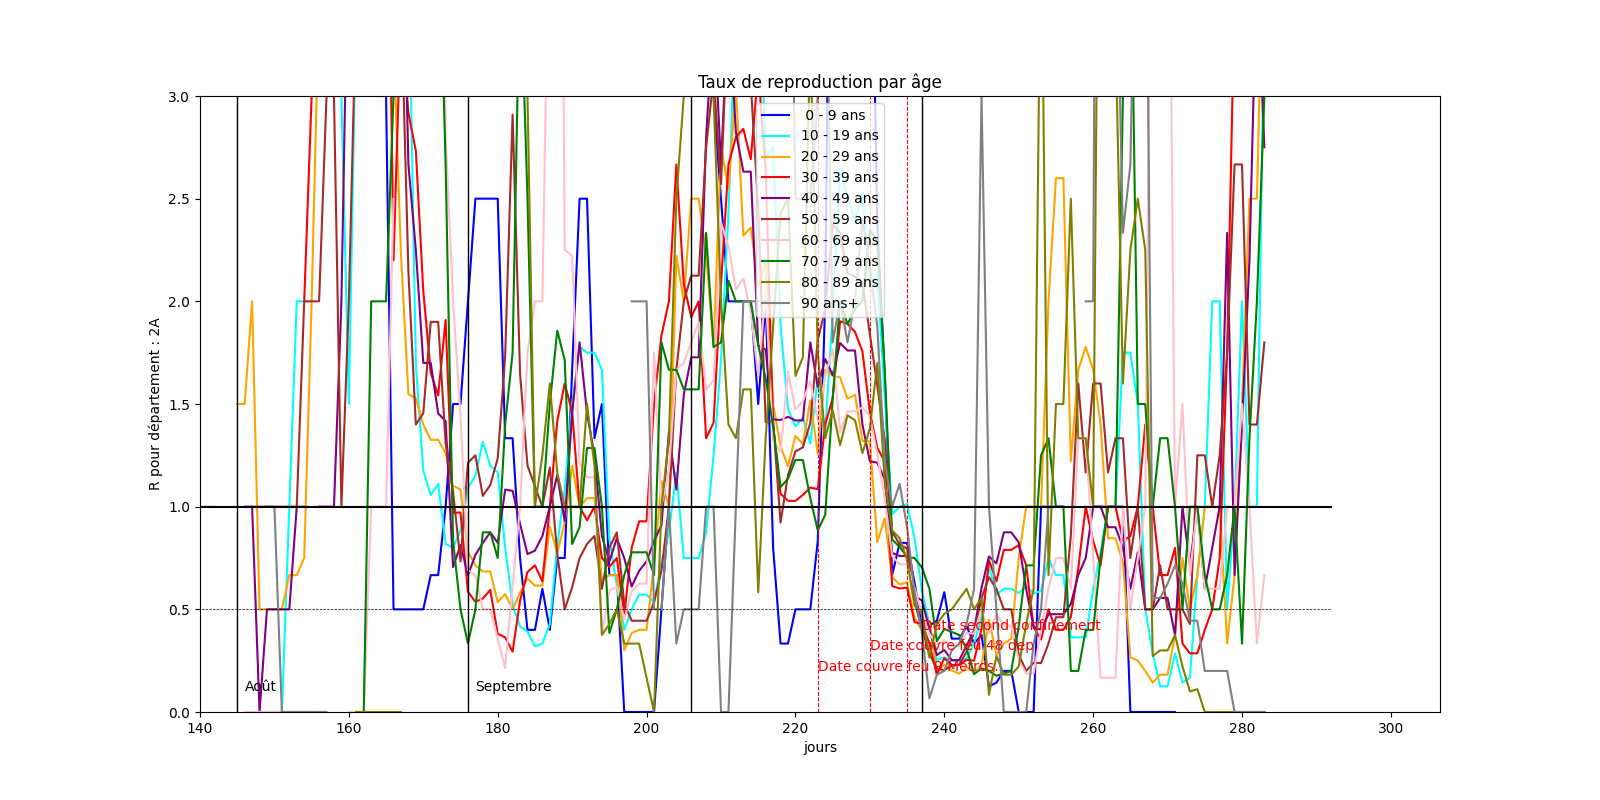 Taux de reproduction par âge
R pour département : 2A
3.0
2.5
2.0
1.5
1.0
0.5
0.0
0 - 9 ans
10 - 19 ans
20 - 29 ans
30 - 39 ans
40 - 49 ans
50 - 59 ans
60 - 69 ans
70 - 79 ans
80 - 89 ans
90 ans+
Date second confinement
Date couvre feu 48 dep
Date couvre feu 9 métros.
Août
Septembre
140 160 180 200 220 240 260 280 300
jours